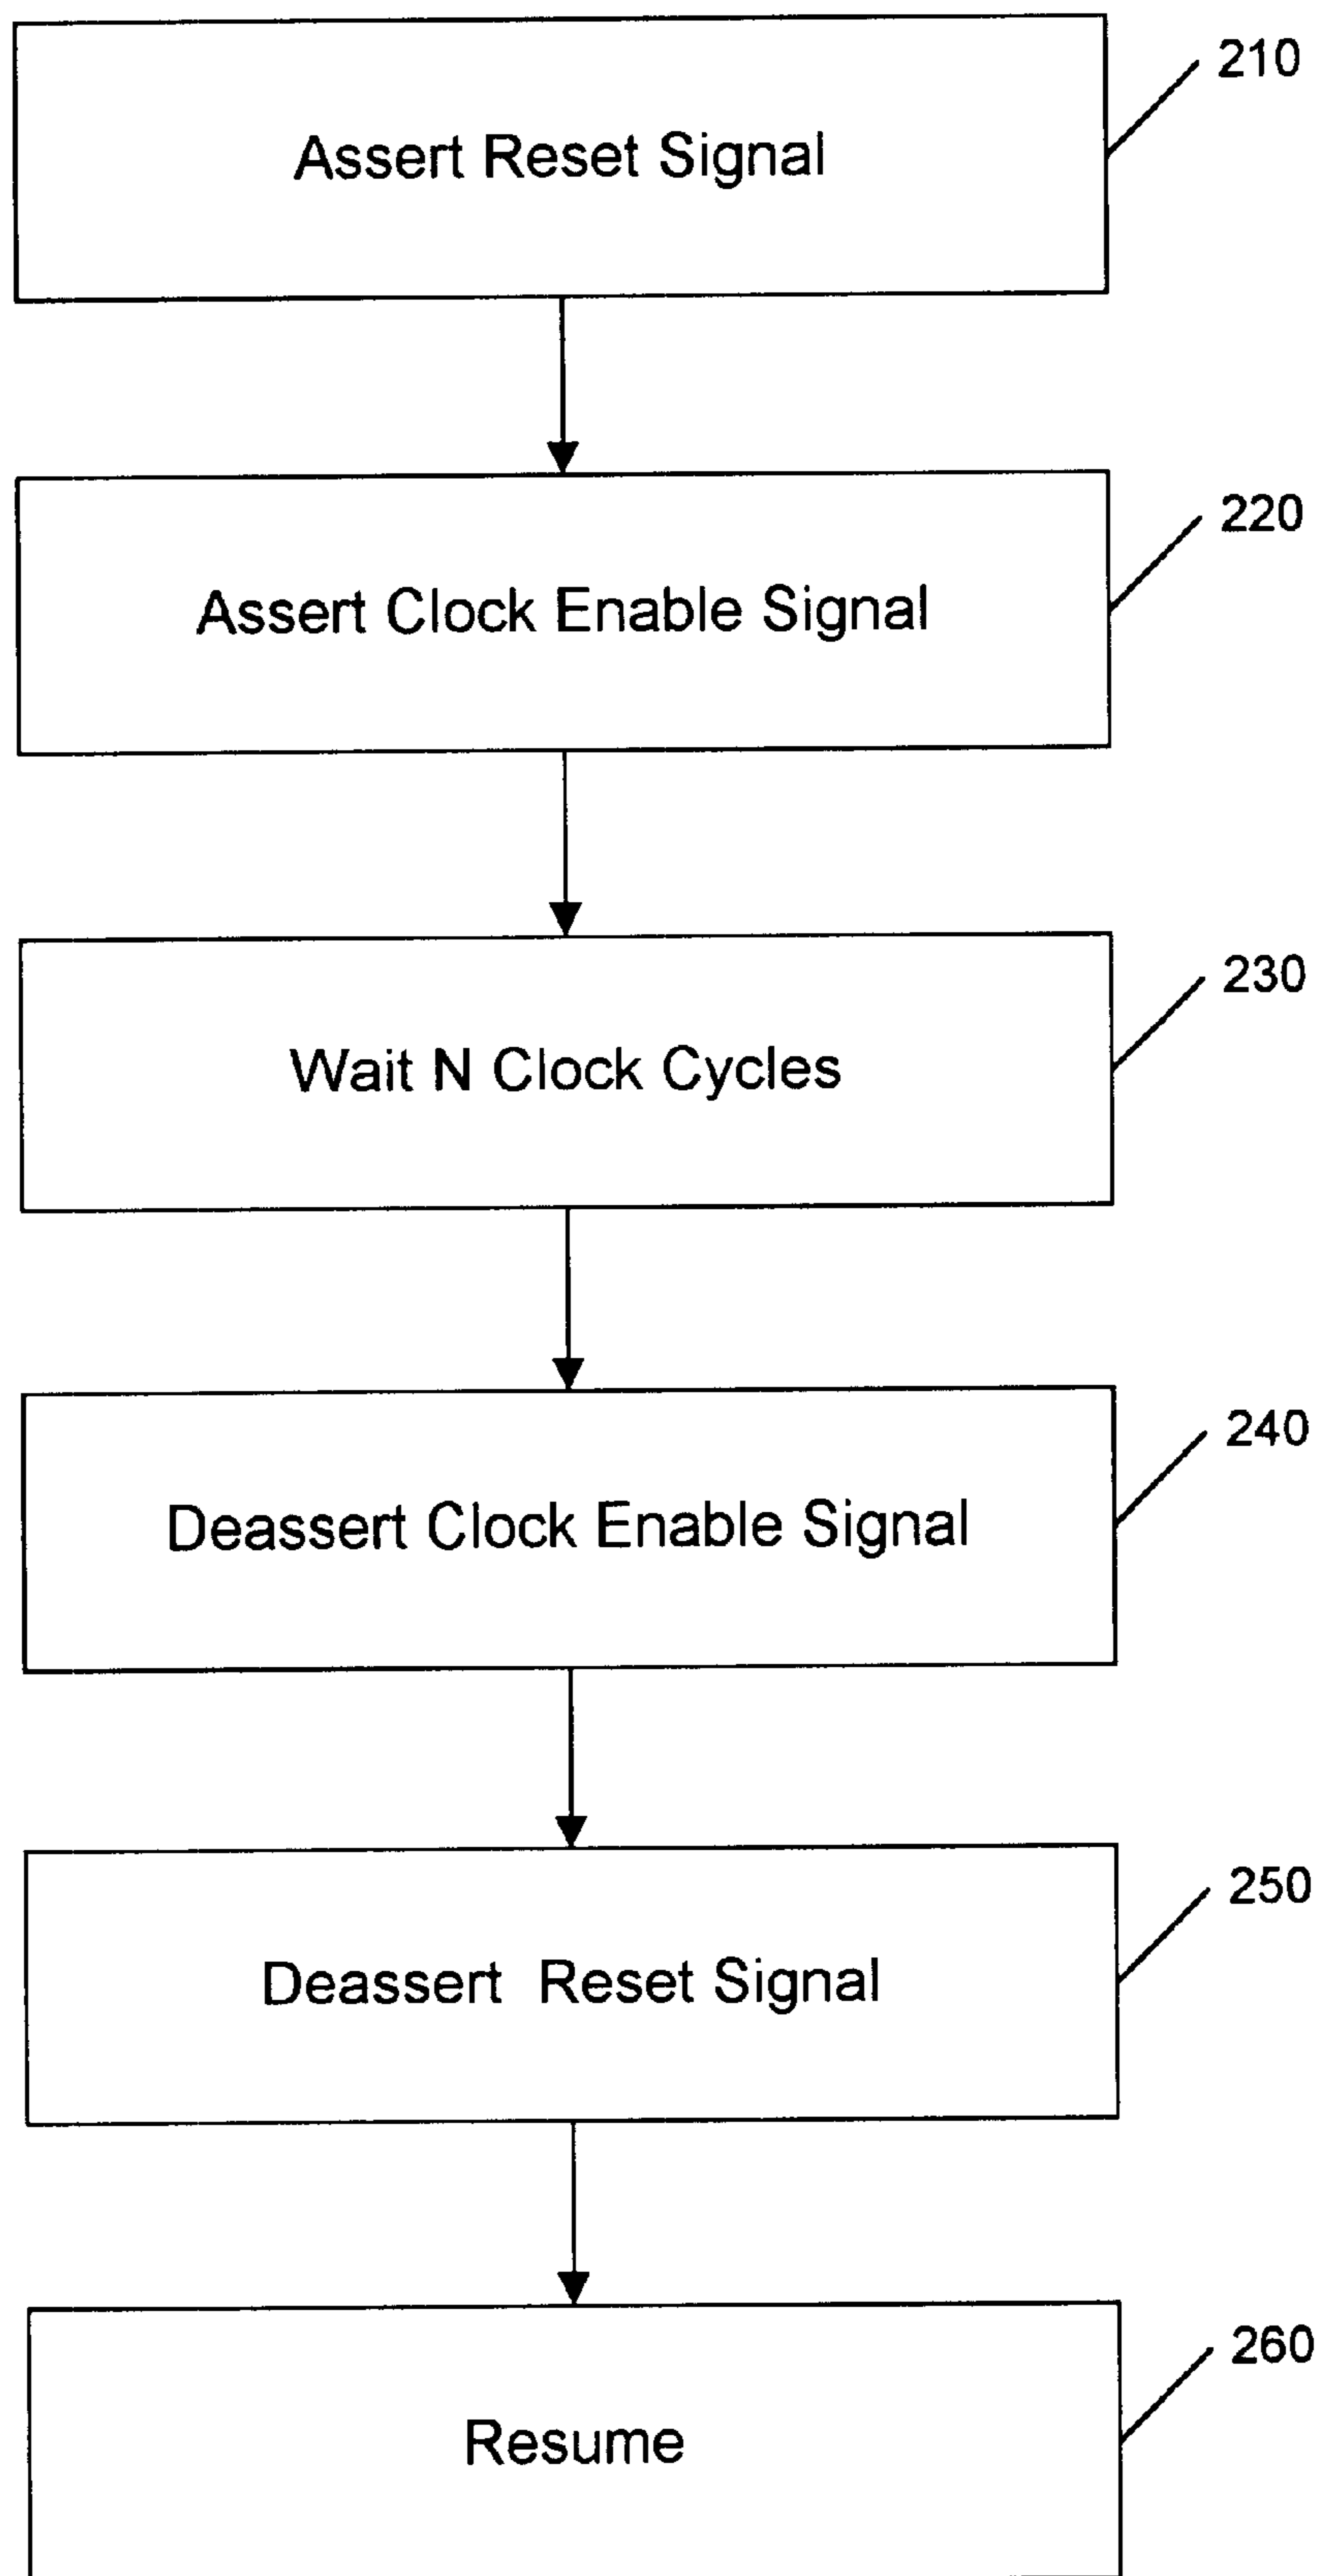 210
Assert Reset Signal
220
Assert Clock Enable Signal
230
Wait N Clock Cycles
240
Deassert Clock Enable Signal
250
Deassert Reset Signal
260
Resume